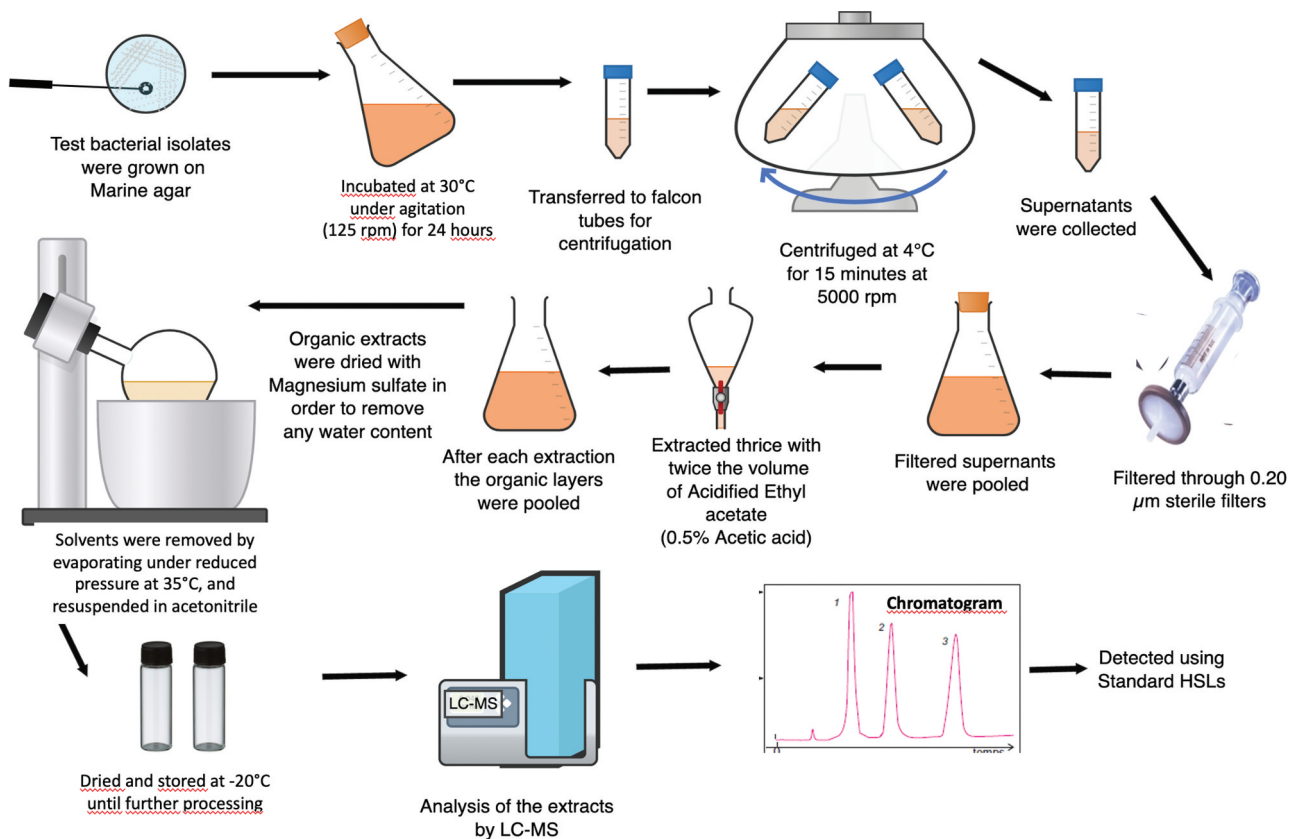 Test bacterial isolates
were grown on
Marine agar
Incubated at 30°C
under agitation
(125 rpm) for 24 hours
Transferred to falcon
tubes for
centrifugation
Centrifuged at 4°C
for 15 minutes at
5000 rpm
Supernatants
were collected
Filtered through 0.20
µm sterile filters
Filtered supernants
were pooled
Extracted thrice with
twice the volume
of Acidified Ethyl
acetate
(0.5% Acetic acid)
After each extraction
the organic layers
were pooled
Organic extracts
were dried with
Magnesium sulfate in
order to remove
any water content
Solvents were removed by
evaporating under reduced
pressure at 35°C, and
resuspended in acetonitrile
Dried and stored at -20°C
until further processing
LC-MS
Analysis of the extracts
by LC-MS
Chromatogram
1
2
3
0
temps
Detected using
Standard HSLs